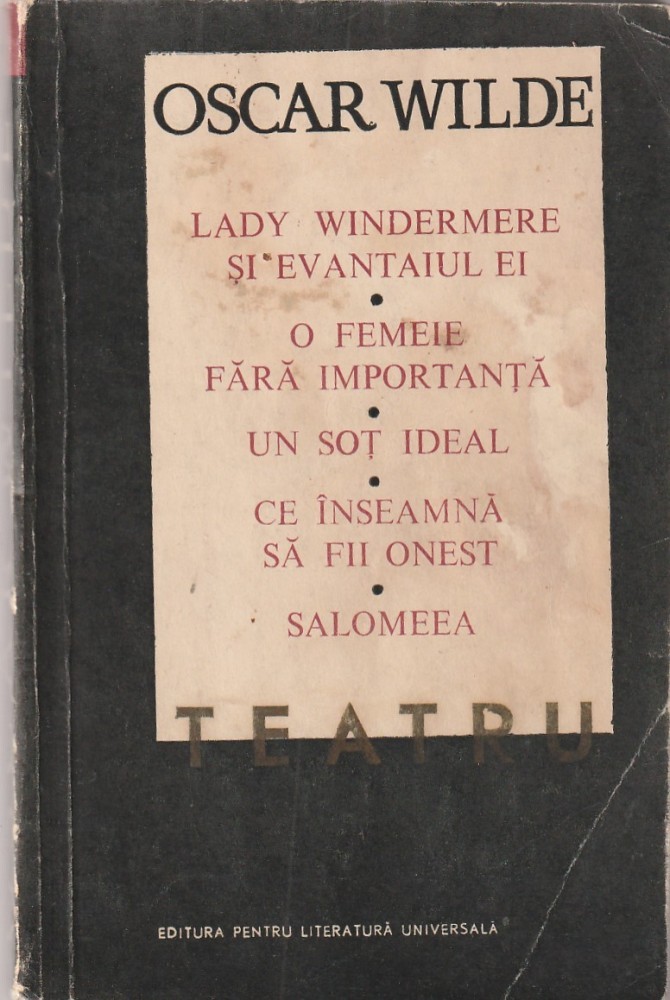 OSCAR WILDE
LADY WINDERMERE
ȘI EVANTAIUL EI
•
O FEMEIE
FĂRĂ IMPORTANȚĂ
•
UN SOȚ IDEAL
•
CE ÎNSEAMNĂ
SĂ FII ONEST
•
SALOMEEA
TEATRU
EDITURA PENTRU LITERATURĂ UNIVERSALĂ